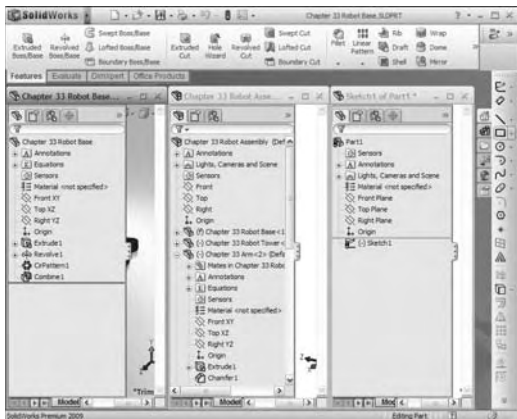 SolidWorks
Chapter 33 Robot Base.SLDPRT
Extruded Boss/Base
Revolved Boss/Base
Swept Boss/Base
Lofted Boss/Base
Boundary Boss/Base
Extruded Cut
Hole Wizard
Revolved Cut
Swept Cut
Lofted Cut
Boundary Cut
Fillet
Linear Pattern
Rib
Draft
Shell
Wrap
Dome
Mirror
Features
Evaluate
DimXpert
Office Products
Chapter 33 Robot Base...
Chapter 33 Robot Base
Annotations
Equations
Sensors
Material <not specified>
Front XY
Top XZ
Right YZ
Origin
Extrude1
Revolve1
CirPattern1
Combine1
*Trim
Model
Chapter 33 Robot Asse...
Chapter 33 Robot Assembly (Def
Annotations
Lights, Cameras and Scene
Sensors
Front
Top
Right
Origin
(f) Chapter 33 Robot Base<1
(-) Chapter 33 Robot Tower<
(-) Chapter 33 Arm<2> (Defa
Mates in Chapter 33 Robo
Annotations
Equations
Sensors
Material <not specified>
Front XY
Top XZ
Right YZ
Origin
Extrude1
Chamfer1
Model
Sketch1 of Part1 *
Part1
Sensors
Annotations
Lights, Cameras and Scene
Material <not specified>
Front Plane
Top Plane
Right Plane
Origin
(-) Sketch1
Model
SolidWorks Premium 2009
Editing Part